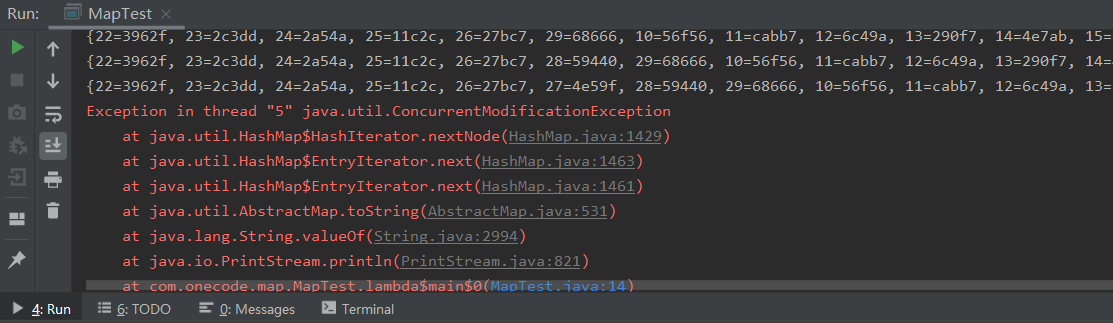 Run: MapTest
{22=3962f, 23=2c3dd, 24=2a54a, 25=11c2c, 26=27bc7, 29=68666, 10=56f56, 11=cabb7, 12=6c49a, 13=290f7, 14=4e7ab, 15=
{22=3962f, 23=2c3dd, 24=2a54a, 25=11c2c, 26=27bc7, 28=59440, 29=68666, 10=56f56, 11=cabb7, 12=6c49a, 13=290f7, 14=
{22=3962f, 23=2c3dd, 24=2a54a, 25=11c2c, 26=27bc7, 27=4e59f, 28=59440, 29=68666, 10=56f56, 11=cabb7, 12=6c49a, 13=
Exception in thread "5" java.util.ConcurrentModificationException
at java.util.HashMap$HashIterator.nextNode(HashMap.java:1429)
at java.util.HashMap$EntryIterator.next(HashMap.java:1463)
at java.util.HashMap$EntryIterator.next(HashMap.java:1461)
at java.util.AbstractMap.toString(AbstractMap.java:531)
at java.lang.String.valueOf(String.java:2994)
at java.io.PrintStream.println(PrintStream.java:821)
at com.onecode.map.MapTest.lambda$main$0(MapTest.java:14)
4: Run 6: TODO 0: Messages Terminal